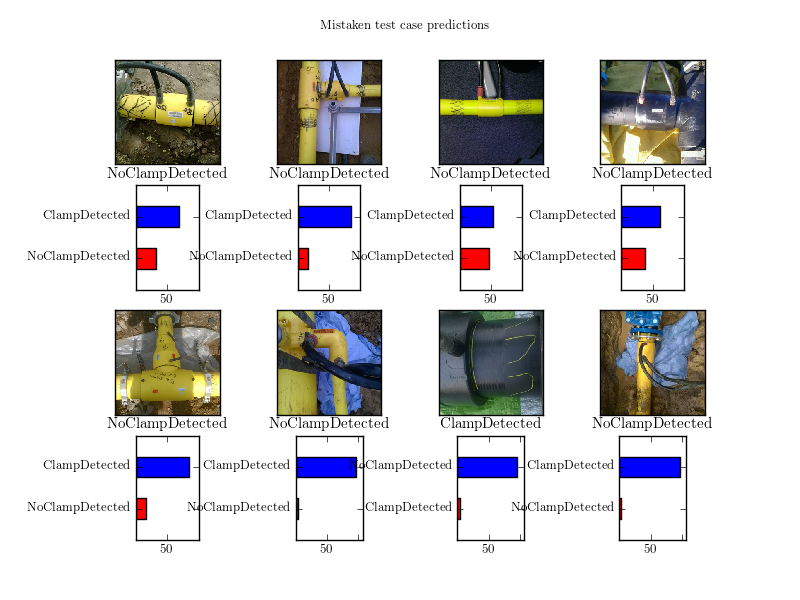 Mistaken test case predictions
NoClampDetected NoClampDetected NoClampDetected NoClampDetected
ClampDetected ClampDetected ClampDetected ClampDetected
NoClampDetected NoClampDetected NoClampDetected NoClampDetected
50 50 50 50
NoClampDetected NoClampDetected ClampDetected NoClampDetected
ClampDetected ClampDetected NoClampDetected ClampDetected
NoClampDetected NoClampDetected ClampDetected NoClampDetected
50 50 50 50